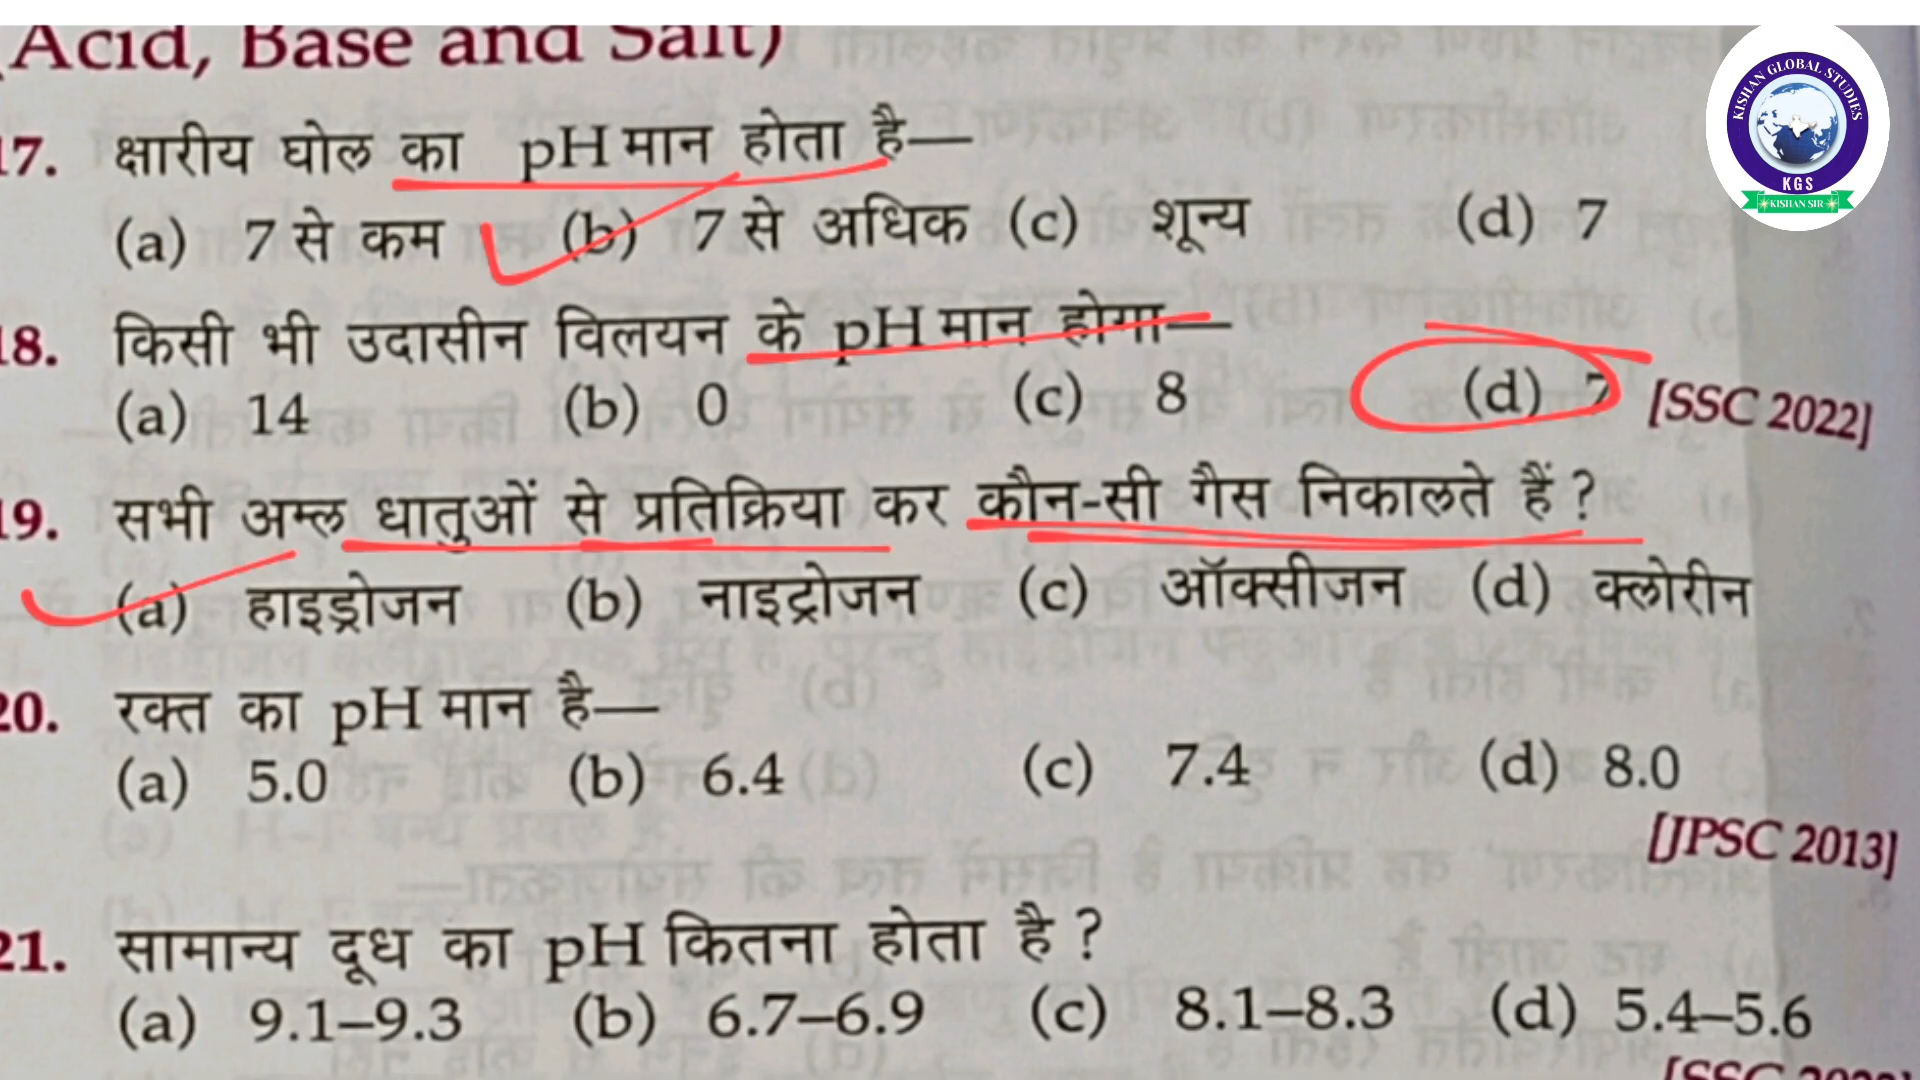 (Acid, Base and Salt)
KISHAN GLOBAL STUDIES
KGS
KISHAN SIR
17. क्षारीय घोल का pH मान होता है—
(a) 7 से कम (b) 7 से अधिक (c) शून्य (d) 7
18. किसी भी उदासीन विलयन के pH मान होगा—
(a) 14 (b) 0 (c) 8 (d) 7 [SSC 2022]
19. सभी अम्ल धातुओं से प्रतिक्रिया कर कौन-सी गैस निकालते हैं ?
(a) हाइड्रोजन (b) नाइट्रोजन (c) ऑक्सीजन (d) क्लोरीन
20. रक्त का pH मान है—
(a) 5.0 (b) 6.4 (c) 7.4 (d) 8.0
[JPSC 2013]
21. सामान्य दूध का pH कितना होता है ?
(a) 9.1–9.3 (b) 6.7–6.9 (c) 8.1–8.3 (d) 5.4–5.6